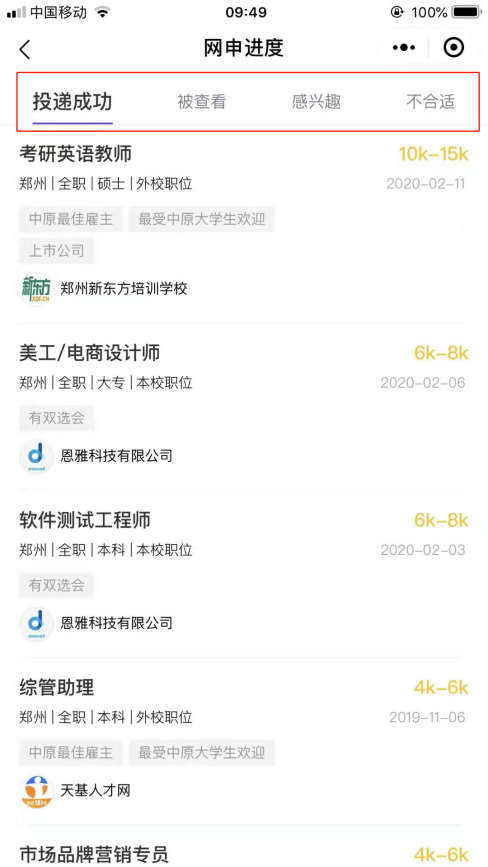 中国移动 09:49 100%
网申进度
投递成功 被查看 感兴趣 不合适
考研英语教师 10k-15k
郑州|全职|硕士|外校职位 2020-02-11
中原最佳雇主 最受中原大学生欢迎
上市公司
新东方 XDF.CN 郑州新东方培训学校
美工/电商设计师 6k-8k
郑州|全职|大专|本校职位 2020-02-06
有双选会
恩雅科技有限公司
软件测试工程师 6k-8k
郑州|全职|本科|本校职位 2020-02-03
有双选会
恩雅科技有限公司
综管助理 4k-6k
郑州|全职|本科|外校职位 2019-11-06
中原最佳雇主 最受中原大学生欢迎
天基人才网
市场品牌营销专员 4k-6k